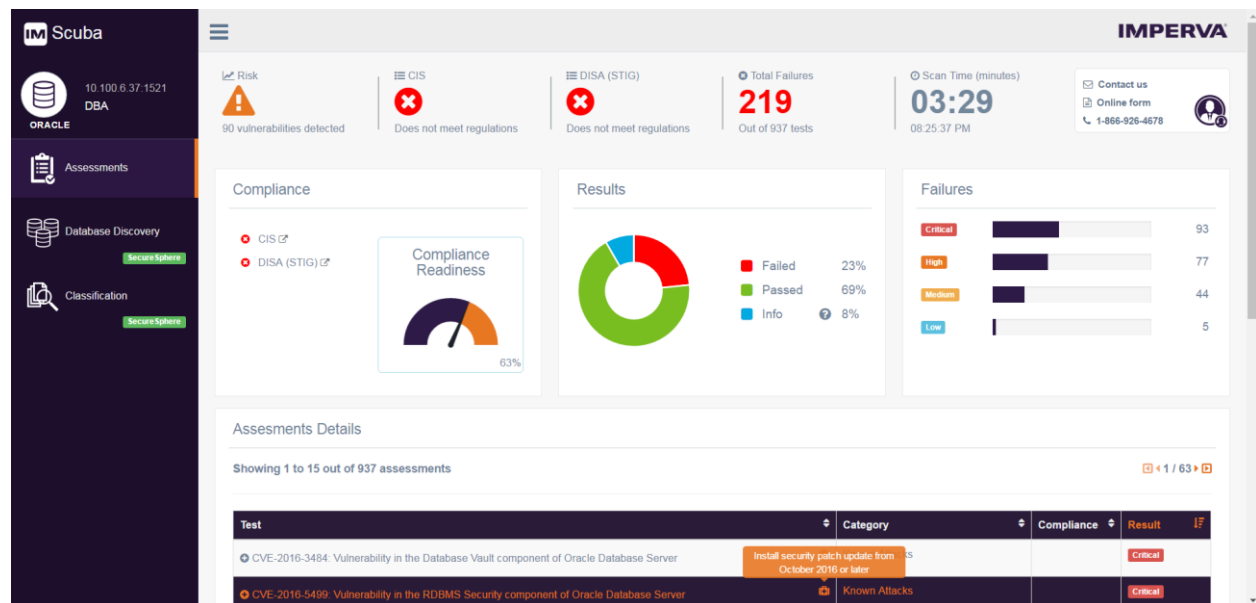 IM Scuba
IMPERVA
10.100.6.37:1521
DBA
ORACLE
Assessments
Database Discovery
SecureSphere
Classification
SecureSphere
Risk
90 vulnerabilities detected
CIS
Does not meet regulations
DISA (STIG)
Does not meet regulations
Total Failures
219
Out of 937 tests
Scan Time (minutes)
03:29
08:25:37 PM
Contact us
Online form
1-866-926-4678
Compliance
CIS
DISA (STIG)
Compliance
Readiness
63%
Results
Failed 23%
Passed 69%
Info 8%
Failures
Critical 93
High 77
Medium 44
Low 5
Assesments Details
Showing 1 to 15 out of 937 assessments
1 / 63
Test Category Compliance Result
CVE-2016-3484: Vulnerability in the Database Vault component of Oracle Database Server Critical
Install security patch update from
October 2016 or later
CVE-2016-5499: Vulnerability in the RDBMS Security component of Oracle Database Server Known Attacks Critical